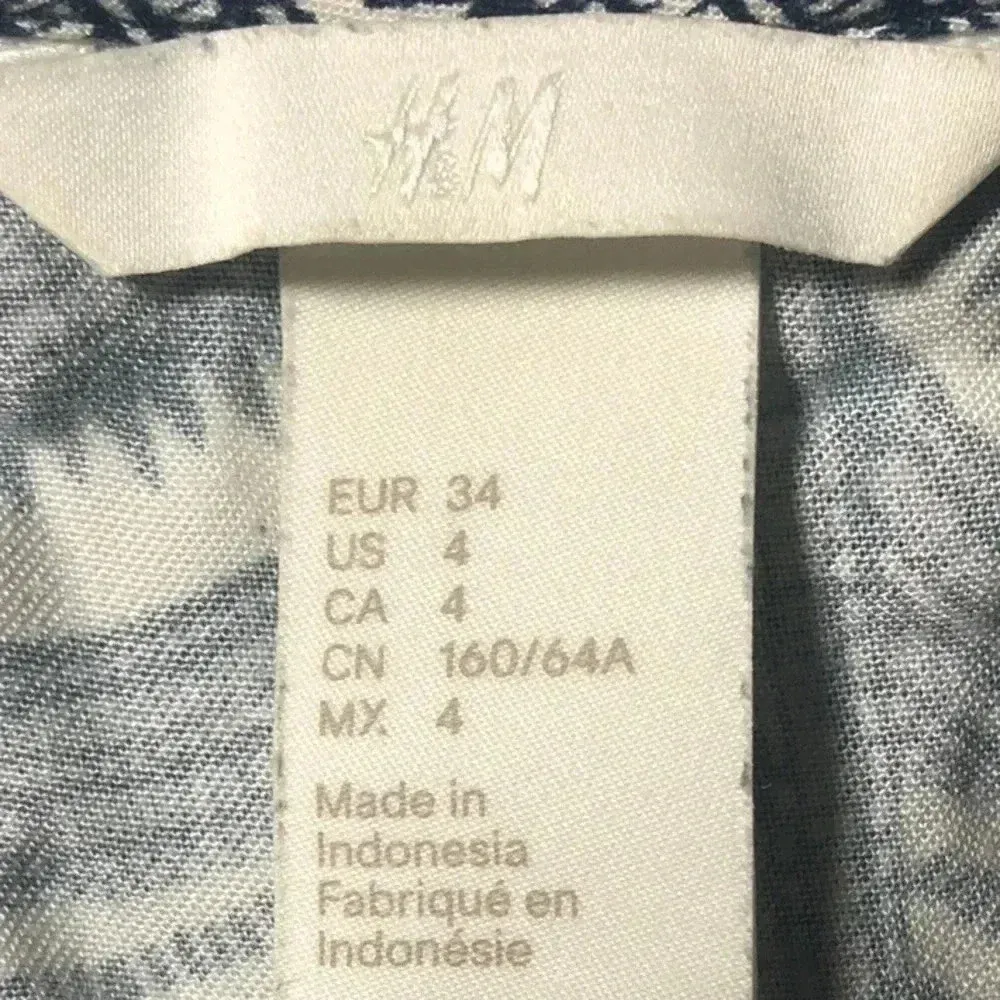 H&M
EUR 34
US 4
CA 4
CN 160/64A
MX 4
Made in
Indonesia
Fabriqué en
Indonésie